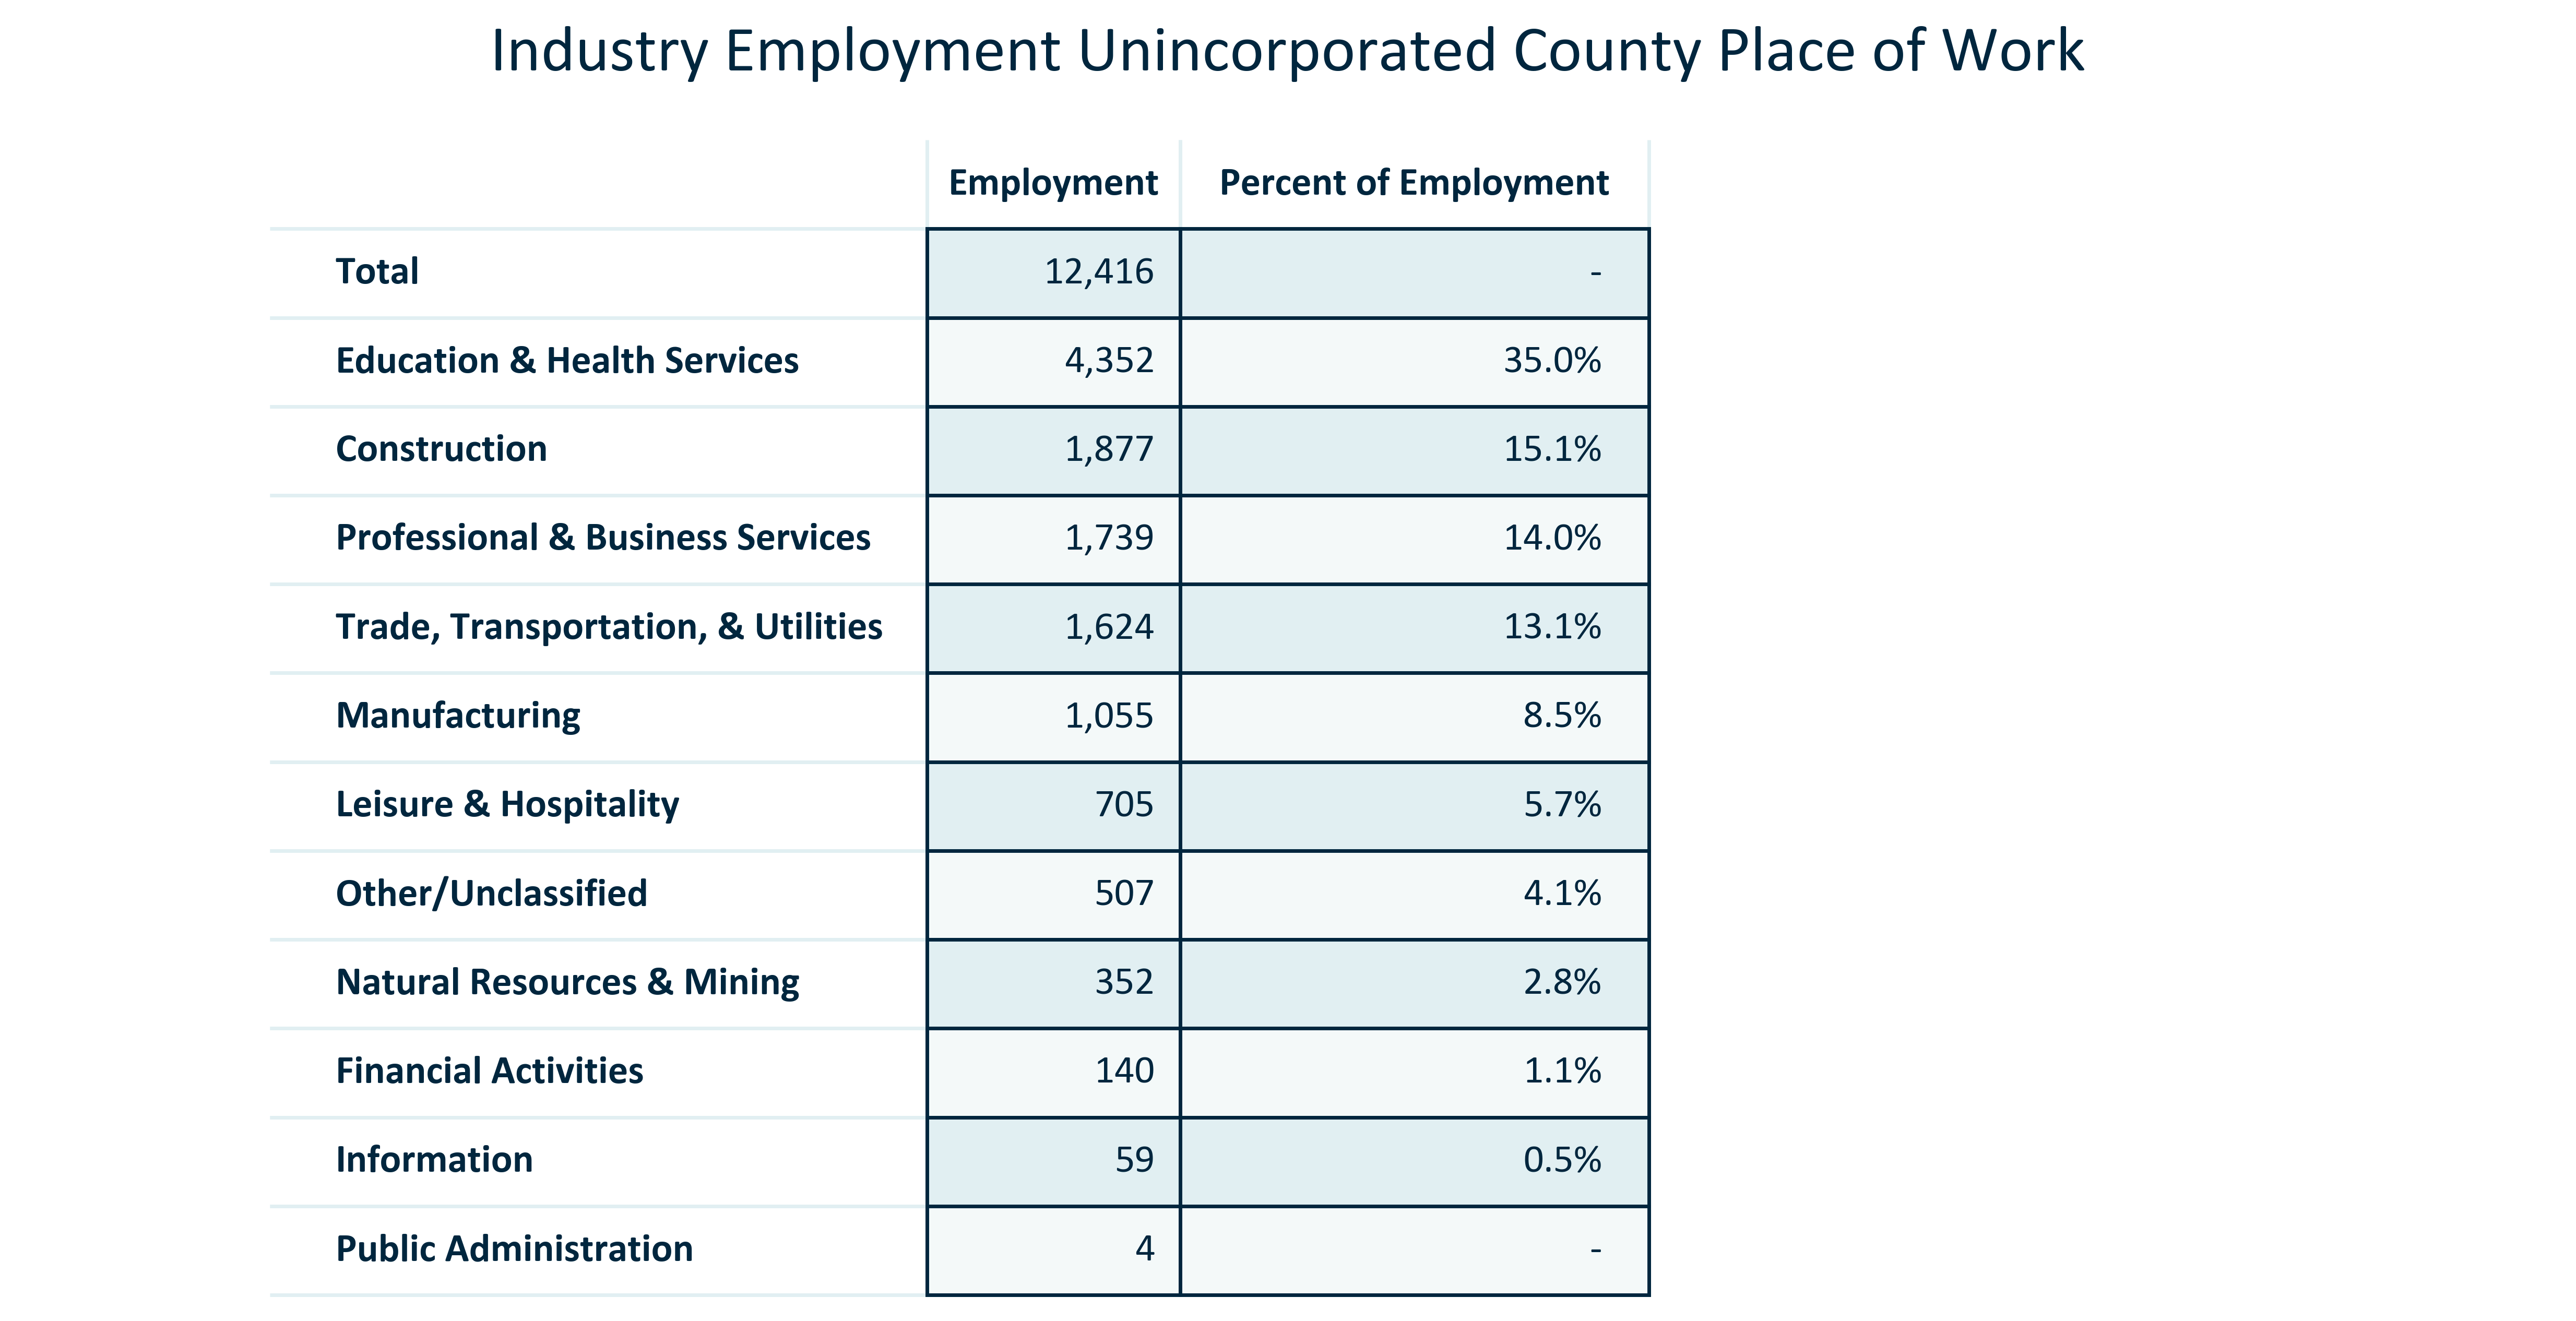 Industry Employment Unincorporated County Place of Work
Employment Percent of Employment
Total 12,416 -
Education & Health Services 4,352 35.0%
Construction 1,877 15.1%
Professional & Business Services 1,739 14.0%
Trade, Transportation, & Utilities 1,624 13.1%
Manufacturing 1,055 8.5%
Leisure & Hospitality 705 5.7%
Other/Unclassified 507 4.1%
Natural Resources & Mining 352 2.8%
Financial Activities 140 1.1%
Information 59 0.5%
Public Administration 4 -